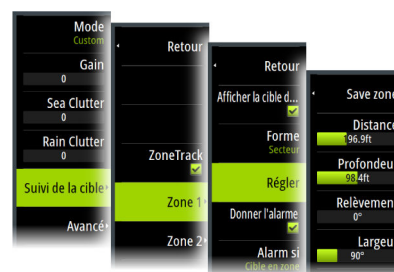 Mode
Custom
Gain
0
Sea Clutter
0
Rain Clutter
0
Suivi de la cible
Avancé
Retour
ZoneTrack
Zone 1
Zone 2
Retour
Afficher la cible d...
Forme
Secteur
Régler
Donner l'alarme
Alarm si
Cible en zone
Save zone
Distance
196.9ft
Profondeur
98.4ft
Relèvement
0°
Largeur
90°